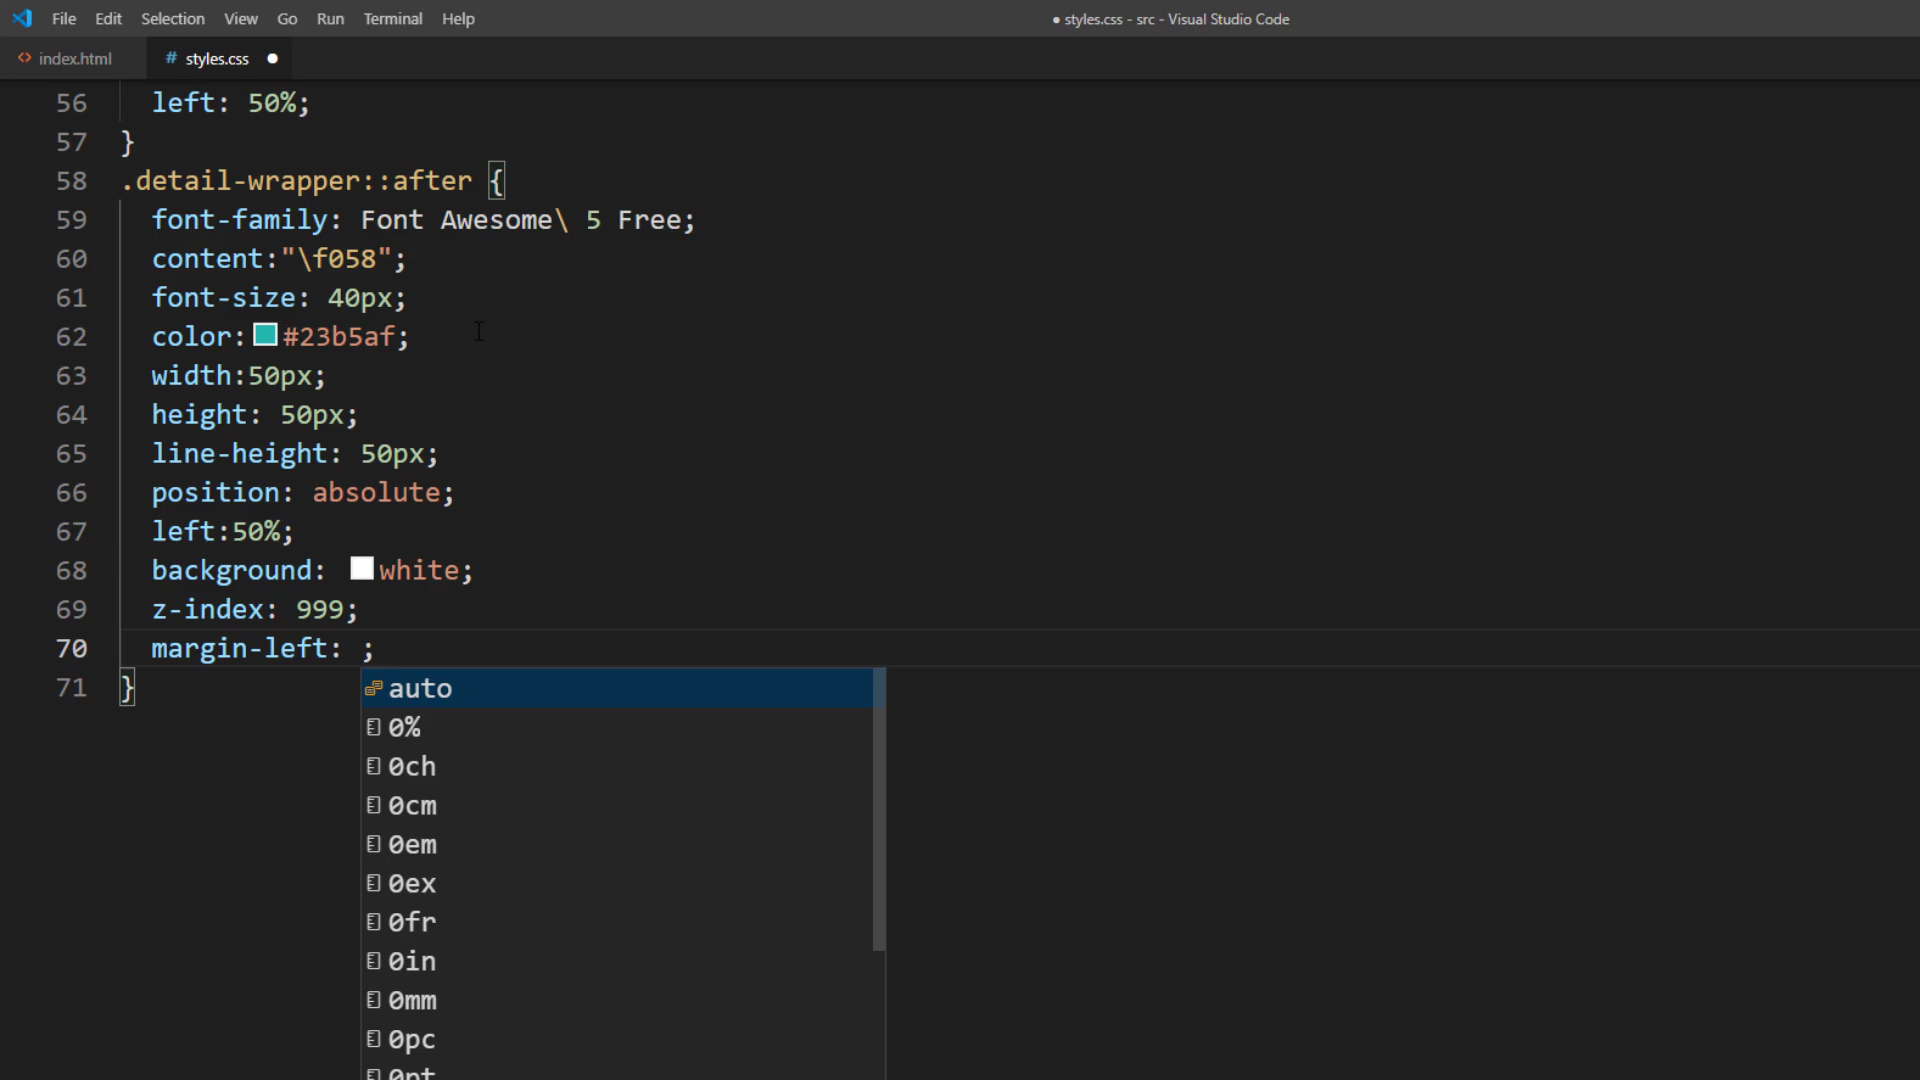 File Edit Selection View Go Run Terminal Help
● styles.css - src - Visual Studio Code
<> index.html
# styles.css ●
56 left: 50%;
57 }
58 .detail-wrapper::after {
59 font-family: Font Awesome\ 5 Free;
60 content:"\f058";
61 font-size: 40px;
62 color:#23b5af;
63 width:50px;
64 height: 50px;
65 line-height: 50px;
66 position: absolute;
67 left:50%;
68 background: white;
69 z-index: 999;
70 margin-left: ;
71 }
auto
0%
0ch
0cm
0em
0ex
0fr
0in
0mm
0pc
0pt